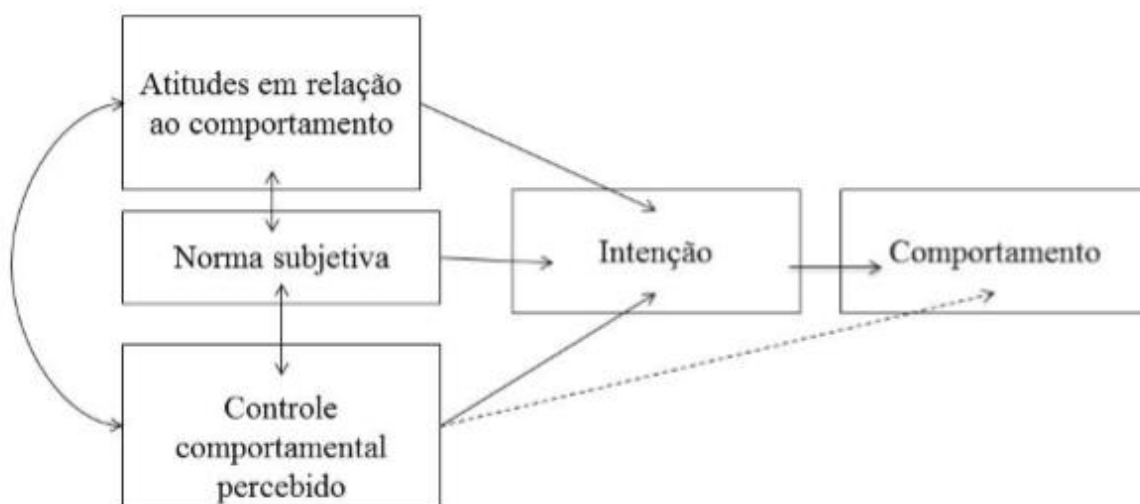 Atitudes em relação
ao comportamento
Norma subjetiva
Controle
comportamental
percebido
Intenção
Comportamento